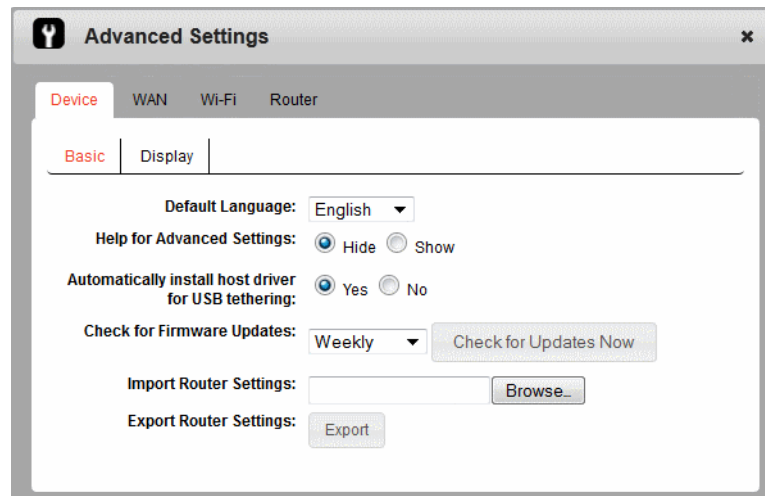 Advanced Settings
Device WAN Wi-Fi Router
Basic Display
Default Language: English
Help for Advanced Settings: Hide Show
Automatically install host driver
for USB tethering: Yes No
Check for Firmware Updates: Weekly Check for Updates Now
Import Router Settings: Browse...
Export Router Settings: Export